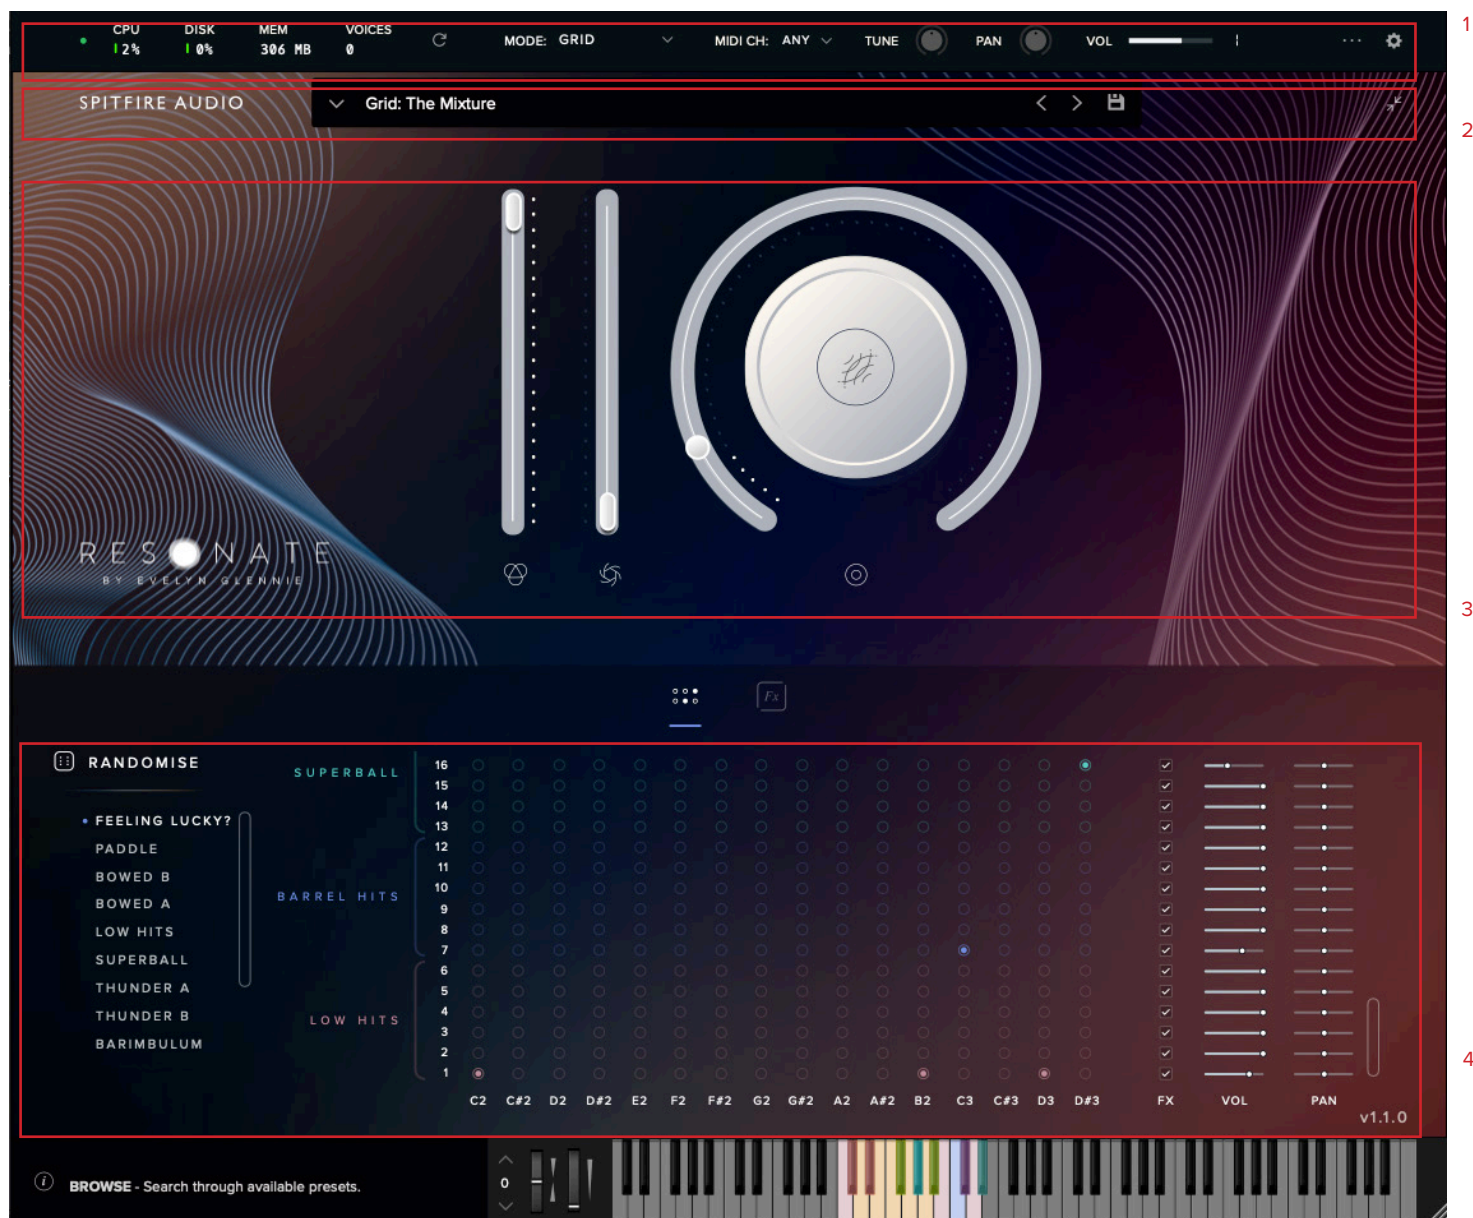 CPU DISK MEM VOICES
2% 0% 306 MB 0
MODE: GRID MIDI CH: ANY TUNE PAN VOL
1
SPITFIRE AUDIO Grid: The Mixture
2
RESONATE
BY EVELYN GLENNIE
3
Fx
RANDOMISE
FEELING LUCKY?
PADDLE
BOWED B
BOWED A
LOW HITS
SUPERBALL
THUNDER A
THUNDER B
BARIMBULUM
SUPERBALL
BARREL HITS
LOW HITS
16
15
14
13
12
11
10
9
8
7
6
5
4
3
2
1
C2 C#2 D2 D#2 E2 F2 F#2 G2 G#2 A2 A#2 B2 C3 C#3 D3 D#3 FX VOL PAN
4
v1.1.0
BROWSE - Search through available presets.
0